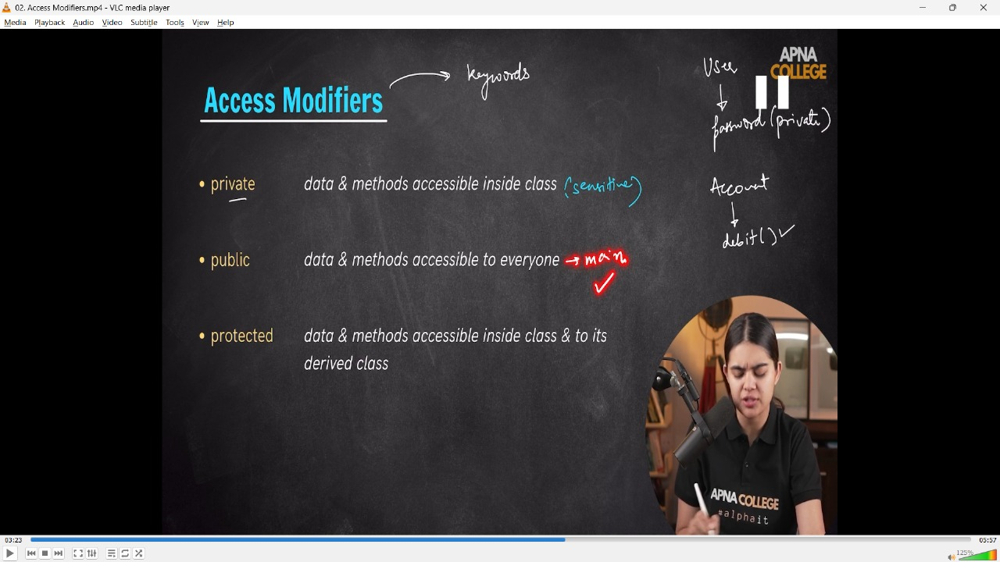 02. Access Modifiers.mp4 - VLC media player
Media Playback Audio Video Subtitle Tools View Help
APNA
COLLEGE
Access Modifiers
keywords
User
password (private)
• private data & methods accessible inside class (sensitive)
Account
debit() ✓
• public data & methods accessible to everyone → main
✓
• protected data & methods accessible inside class & to its
derived class
APNA COLLEGE
#alphait
03:23 05:57
125%